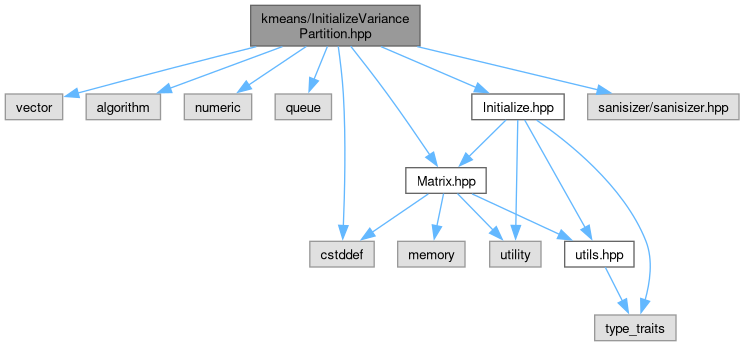 kmeans/InitializeVariance
Partition.hpp
vector
algorithm
numeric
queue
Initialize.hpp
sanisizer/sanisizer.hpp
Matrix.hpp
cstddef
memory
utility
utils.hpp
type_traits